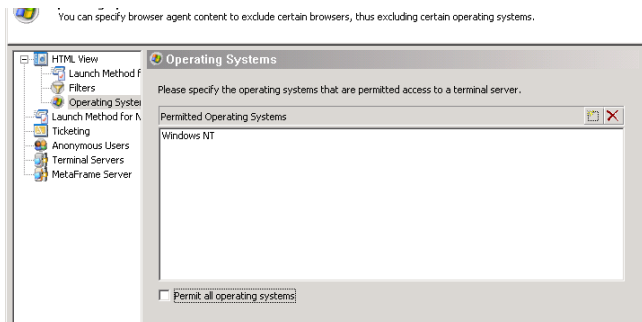 You can specify browser agent content to exclude certain browsers, thus excluding certain operating systems.
HTML View
Launch Method f
Filters
Operating Syste
Launch Method for N
Ticketing
Anonymous Users
Terminal Servers
MetaFrame Server
Operating Systems
Please specify the operating systems that are permitted access to a terminal server.
Permitted Operating Systems
Windows NT
Permit all operating systems